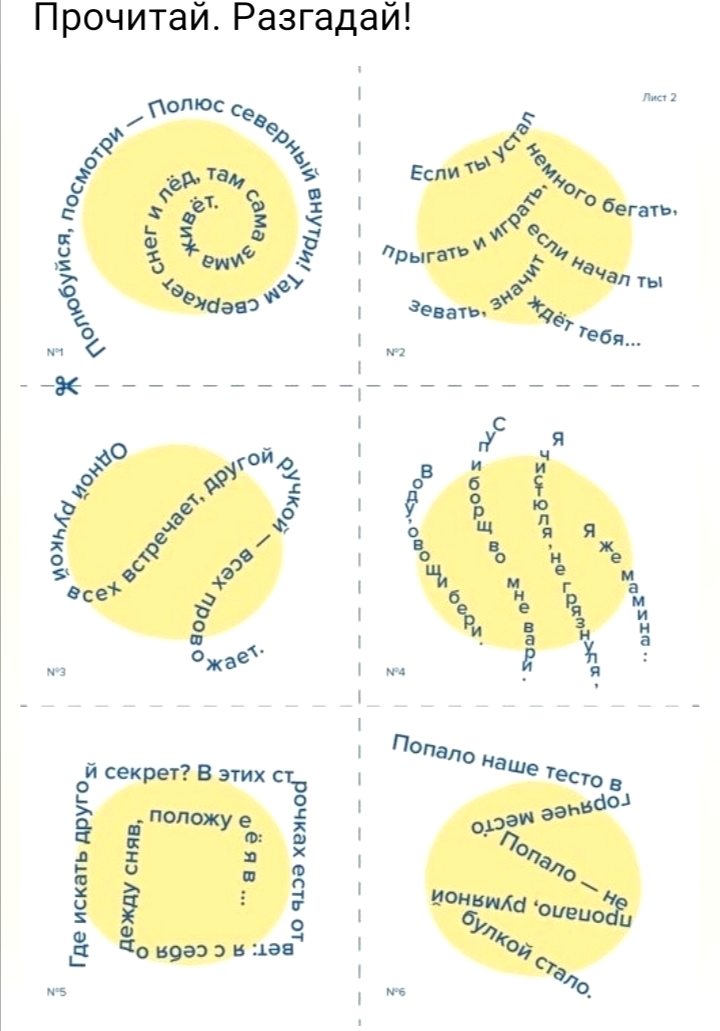 Прочитай. Разгадай!
Лист 2
Полюбуйся, посмотри — Полюс северный внутри! Там сверкает снег и лёд, там сама зима живёт.
№1
Если ты устал
немного бегать,
прыгать и играть,
если начал ты
зевать, значит
ждёт тебя...
№2
Одной ручкой всех встречает, другой ручкой — всех провожает.
№3
Воду, овощи бери.
Суп и борщ во мне вари.
Я чистюля, не грязнуля,
Я же мамина:
№4
Где искать другой секрет? В этих строчках есть ответ: я с себя одежду сняв, положу её я в ...
№5
Попало наше тесто в
горячее место
. Попало — не
пропало, румяной
булкой стало.
№6